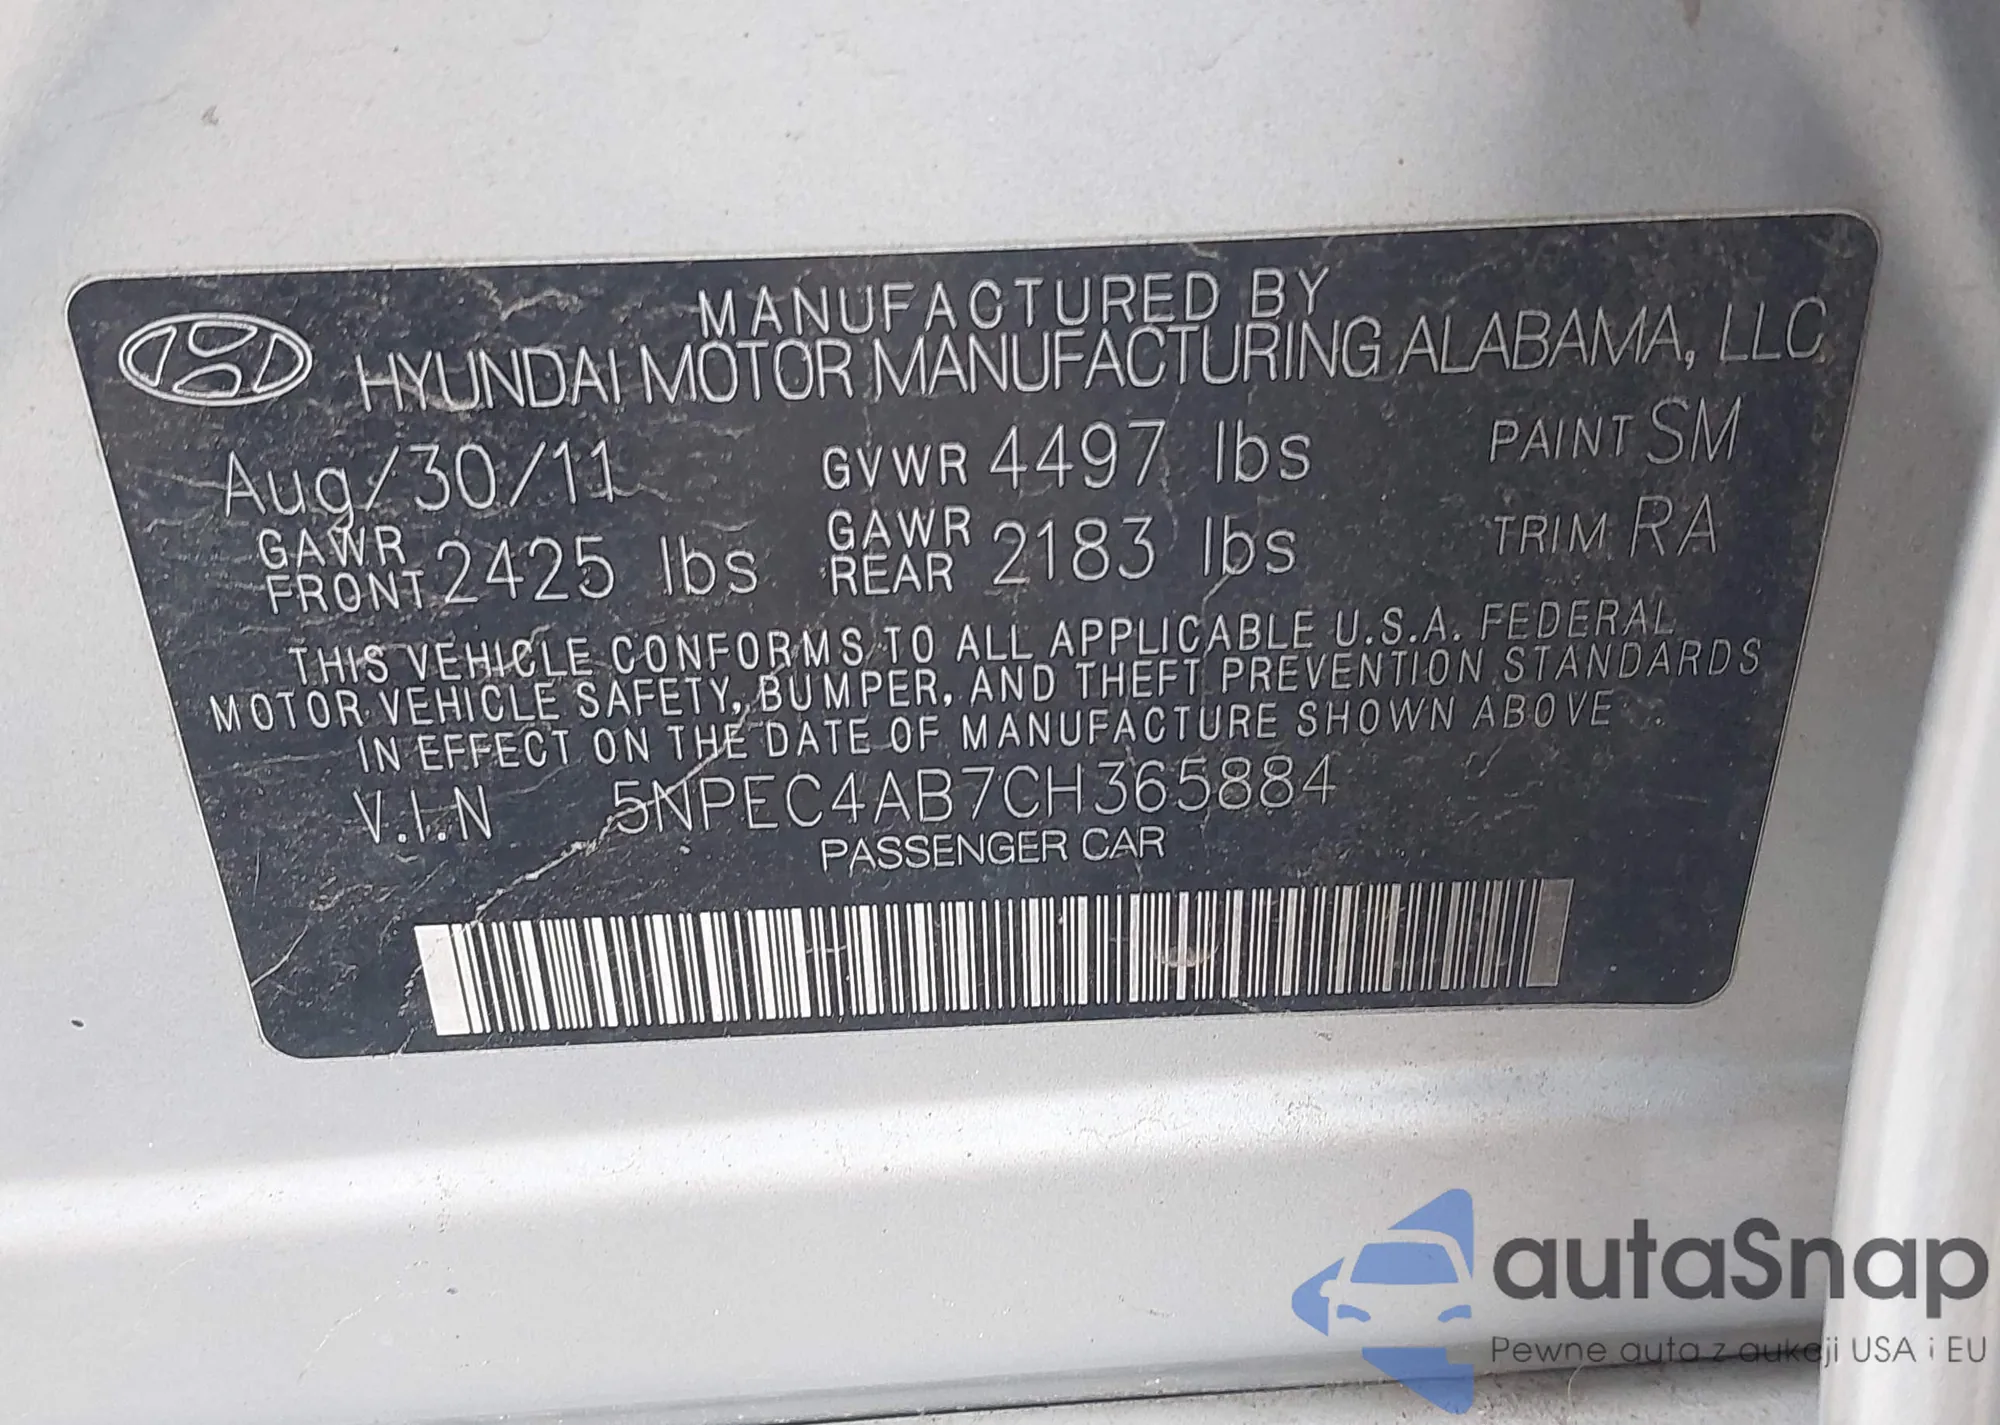 MANUFACTURED BY
HYUNDAI MOTOR MANUFACTURING ALABAMA, LLC
Aug/30/11 GVWR 4497 lbs PAINT SM
GAWR FRONT 2425 lbs GAWR REAR 2183 lbs TRIM RA
THIS VEHICLE CONFORMS TO ALL APPLICABLE U.S.A. FEDERAL
MOTOR VEHICLE SAFETY, BUMPER, AND THEFT PREVENTION STANDARDS
IN EFFECT ON THE DATE OF MANUFACTURE SHOWN ABOVE
V.I.N 5NPEC4AB7CH365884
PASSENGER CAR
autaSnap
Pewne auta z aukcji USA i EU